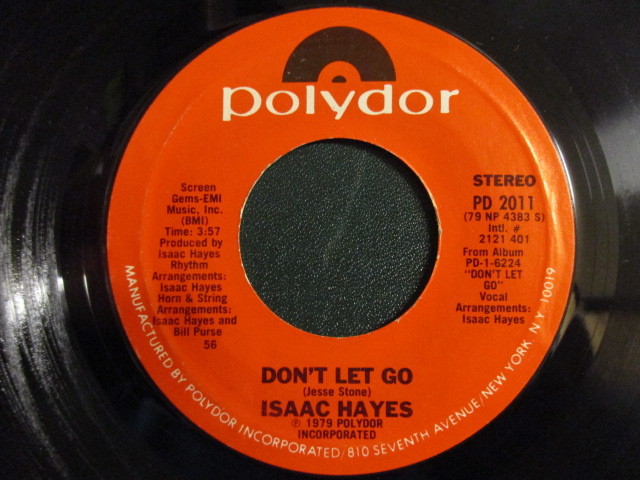 polydor
Screen
Gems-EMI
Music, Inc.
(BMI)
Time: 3:57
Produced by
Isaac Hayes
Rhythm
Arrangements:
Isaac Hayes
Horn & String
Arrangements:
Isaac Hayes and
Bill Purse
56
STEREO
PD 2011
(79 NP 4383 S)
Intl. #
2121 401
From Album
PD-1-6224
"DON'T LET
GO"
Vocal
Arrangements:
Isaac Hayes
DON'T LET GO
(Jesse Stone)
ISAAC HAYES
℗ 1979 POLYDOR
INCORPORATED
MANUFACTURED BY POLYDOR INCORPORATED/810 SEVENTH AVENUE/NEW YORK, N.Y. 10019